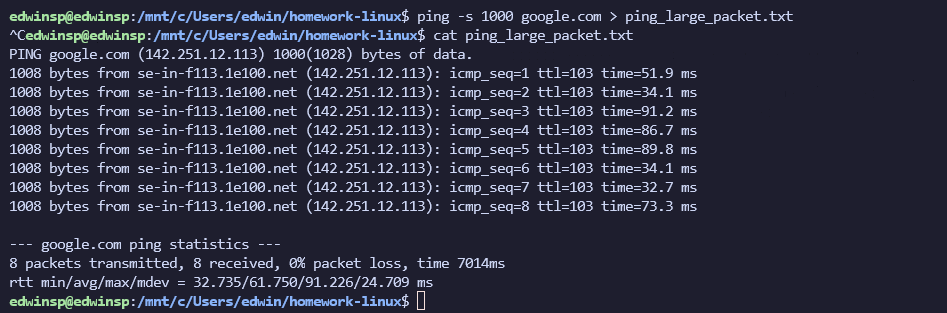 edwinsp@edwinsp:/mnt/c/Users/edwin/homework-linux$ ping -s 1000 google.com > ping_large_packet.txt
^Cedwinsp@edwinsp:/mnt/c/Users/edwin/homework-linux$ cat ping_large_packet.txt
PING google.com (142.251.12.113) 1000(1028) bytes of data.
1008 bytes from se-in-f113.1e100.net (142.251.12.113): icmp_seq=1 ttl=103 time=51.9 ms
1008 bytes from se-in-f113.1e100.net (142.251.12.113): icmp_seq=2 ttl=103 time=34.1 ms
1008 bytes from se-in-f113.1e100.net (142.251.12.113): icmp_seq=3 ttl=103 time=91.2 ms
1008 bytes from se-in-f113.1e100.net (142.251.12.113): icmp_seq=4 ttl=103 time=86.7 ms
1008 bytes from se-in-f113.1e100.net (142.251.12.113): icmp_seq=5 ttl=103 time=89.8 ms
1008 bytes from se-in-f113.1e100.net (142.251.12.113): icmp_seq=6 ttl=103 time=34.1 ms
1008 bytes from se-in-f113.1e100.net (142.251.12.113): icmp_seq=7 ttl=103 time=32.7 ms
1008 bytes from se-in-f113.1e100.net (142.251.12.113): icmp_seq=8 ttl=103 time=73.3 ms
--- google.com ping statistics ---
8 packets transmitted, 8 received, 0% packet loss, time 7014ms
rtt min/avg/max/mdev = 32.735/61.750/91.226/24.709 ms
edwinsp@edwinsp:/mnt/c/Users/edwin/homework-linux$